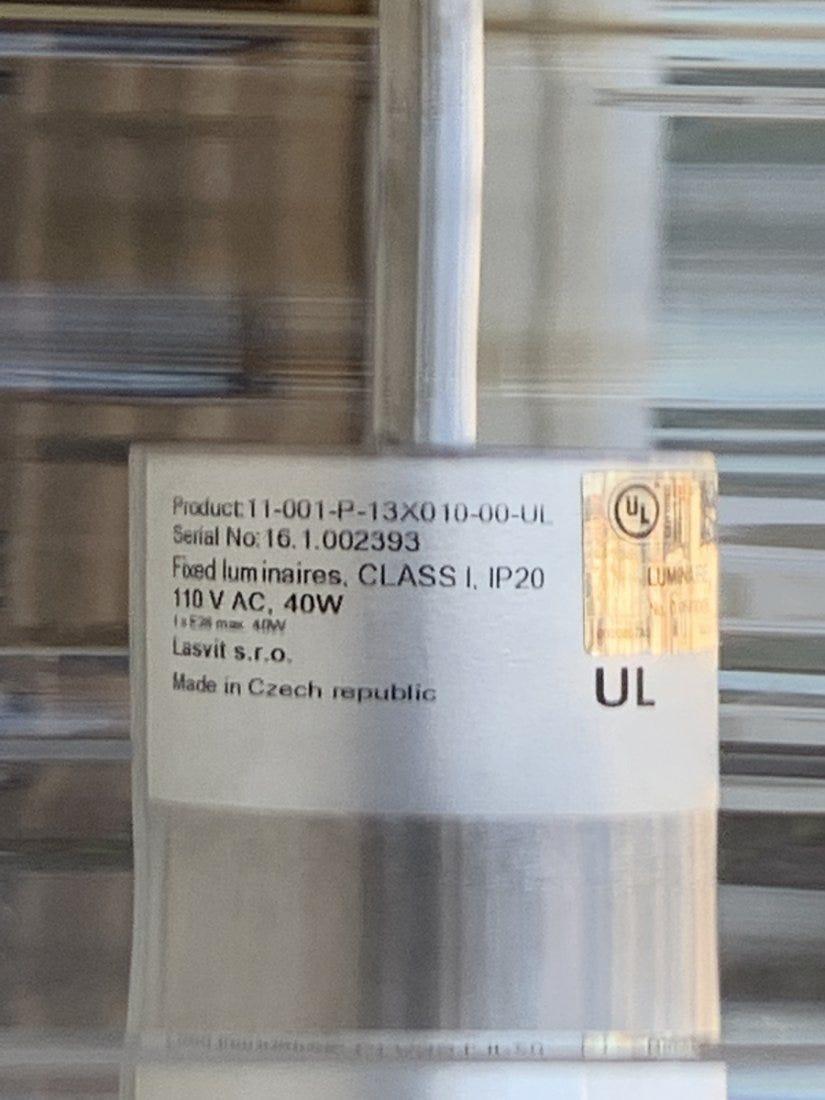 Product:11-001-P-13X010-00-UL
Serial No:16.1.002393
Fixed luminaires, CLASS I, IP20
110 V AC, 40W
1 x E26 max. 40W
Lasvit s.r.o.
Made in Czech republic
UL
LUMINAIRE
UL